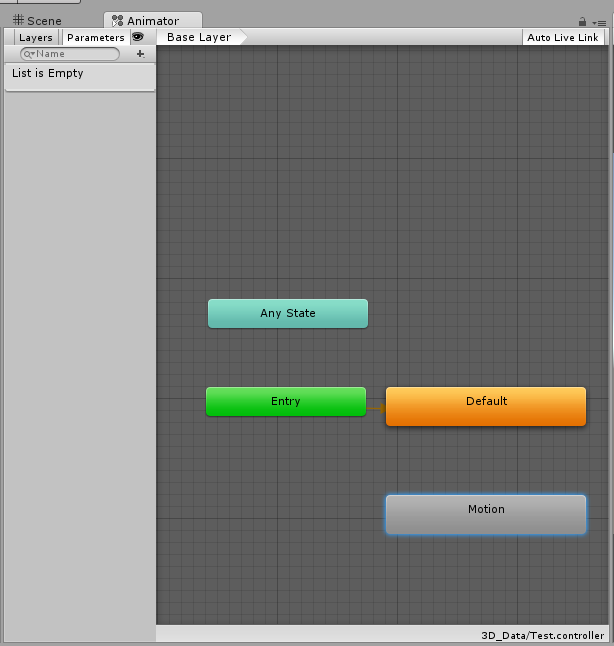 Scene Animator
Layers Parameters Base Layer Auto Live Link
Name
List is Empty
Any State
Entry Default
Motion
3D_Data/Test.controller